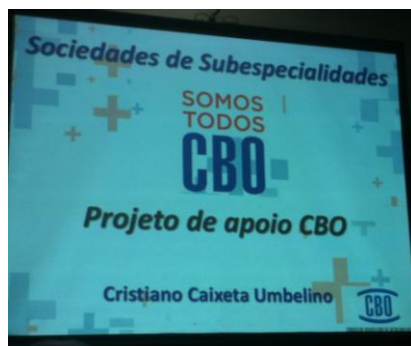 Sociedades de Subespecialidades
SOMOS
TODOS
CBO
Projeto de apoio CBO
Cristiano Caixeta Umbelino
CBO